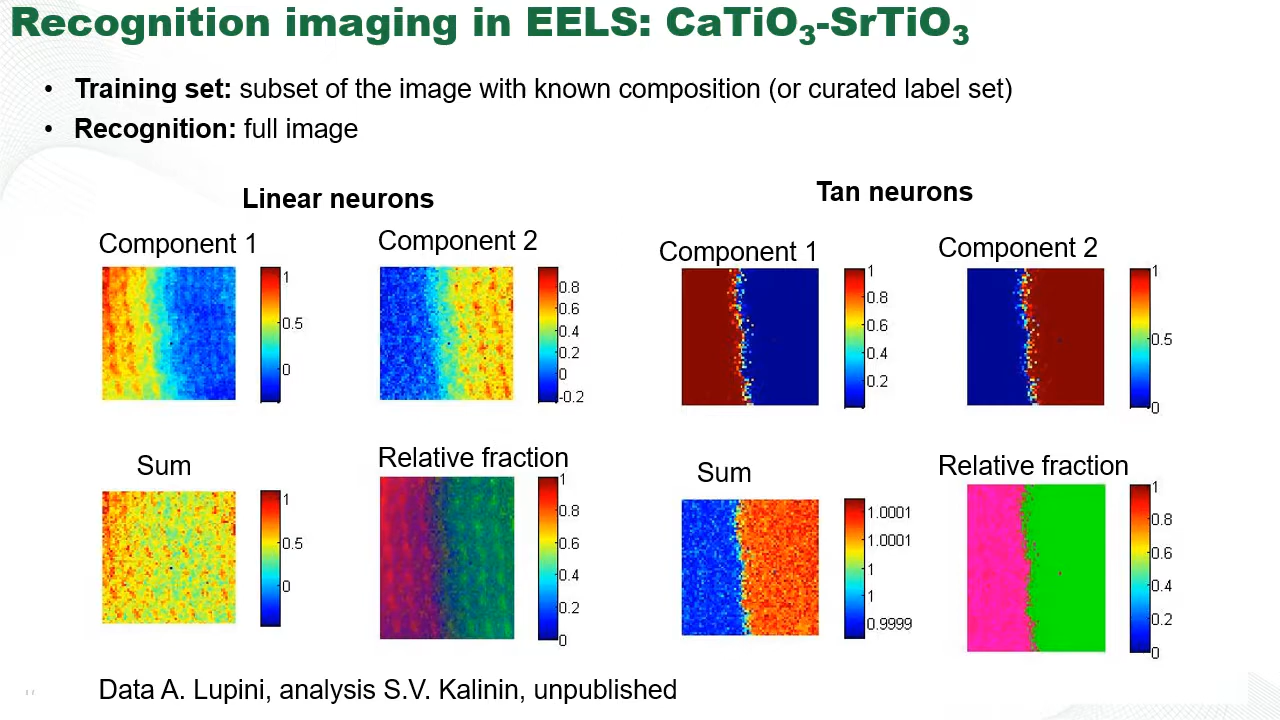 Recognition imaging in EELS: CaTiO₃-SrTiO₃
• Training set: subset of the image with known composition (or curated label set)
• Recognition: full image
Linear neurons
Tan neurons
Component 1
Component 2
Component 1
Component 2
1
0.5
0
0.8
0.6
0.4
0.2
0
-0.2
1
0.8
0.6
0.4
0.2
1
0.5
0
Sum
Relative fraction
Sum
Relative fraction
1
0.5
0
1
0.8
0.6
0.4
0.2
0
1.0001
1.0001
1
1
0.9999
1
0.8
0.6
0.4
0.2
0
Data A. Lupini, analysis S.V. Kalinin, unpublished